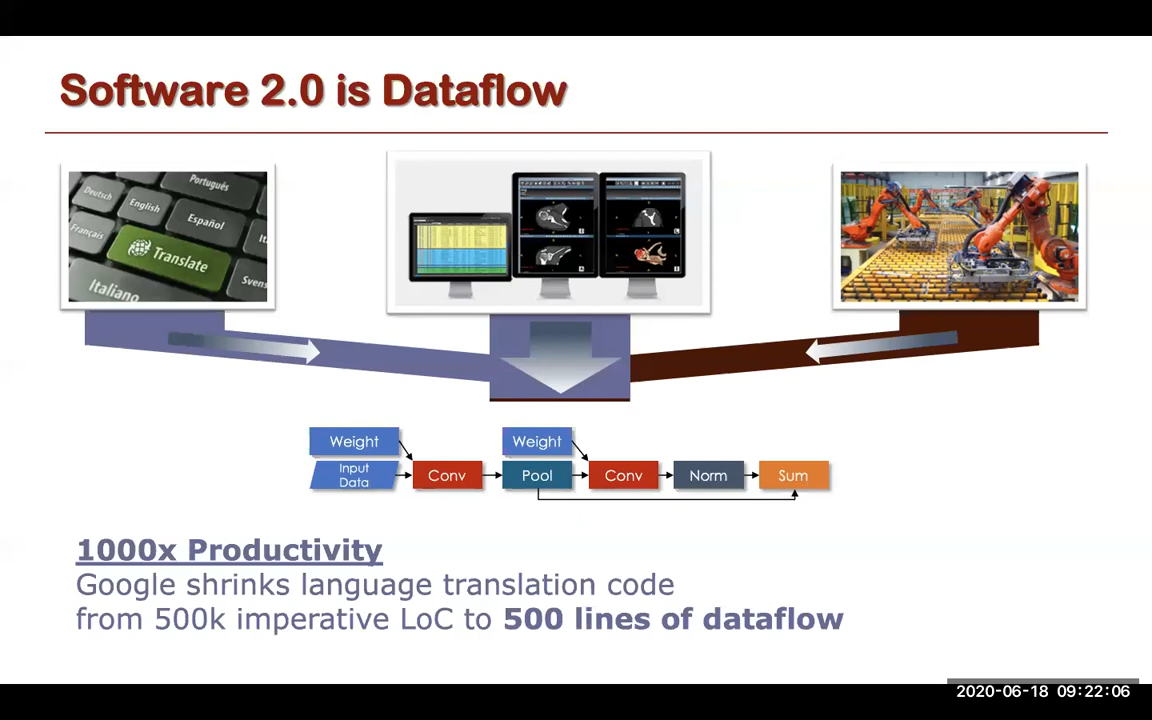 Software 2.0 is Dataflow
Português
Deutsch
English
Español
Français
Translate
Italiano
Svens
Weight
Weight
Input
Data
Conv
Pool
Conv
Norm
Sum
1000x Productivity
Google shrinks language translation code
from 500k imperative LoC to 500 lines of dataflow
2020-06-18 09:22:06